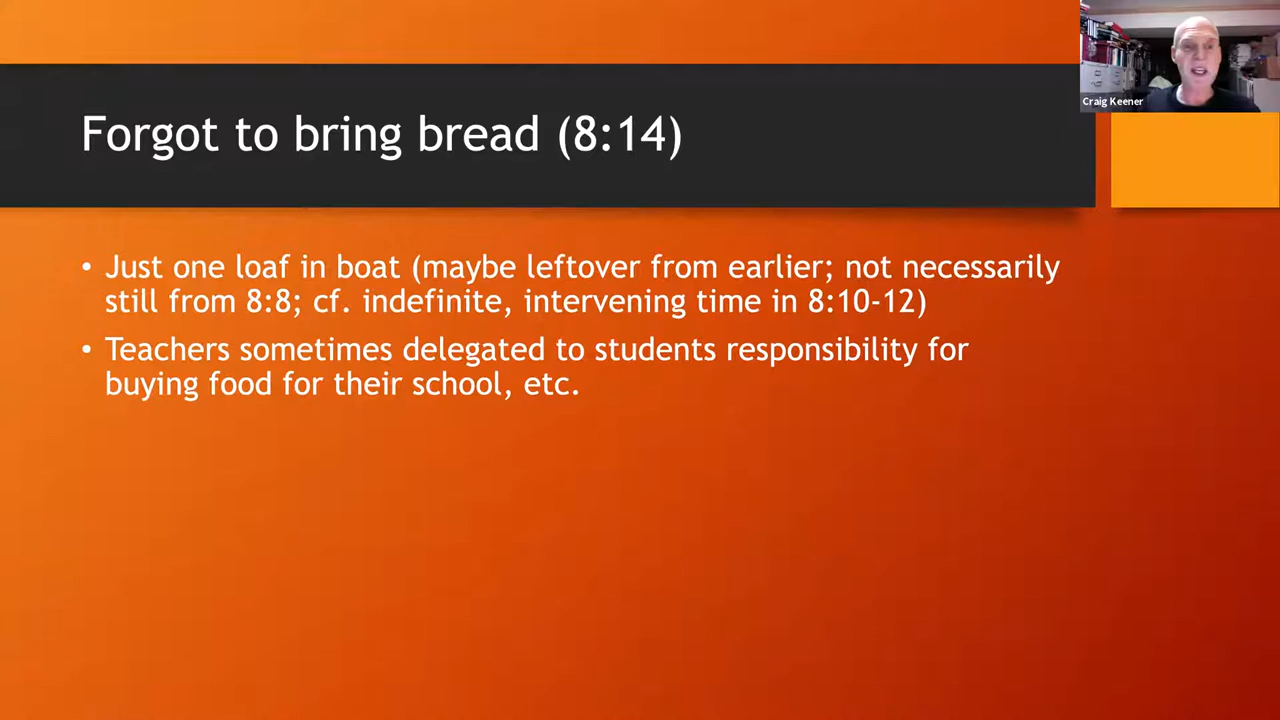 Craig Keener
Forgot to bring bread (8:14)
• Just one loaf in boat (maybe leftover from earlier; not necessarily
still from 8:8; cf. indefinite, intervening time in 8:10-12)
• Teachers sometimes delegated to students responsibility for
buying food for their school, etc.